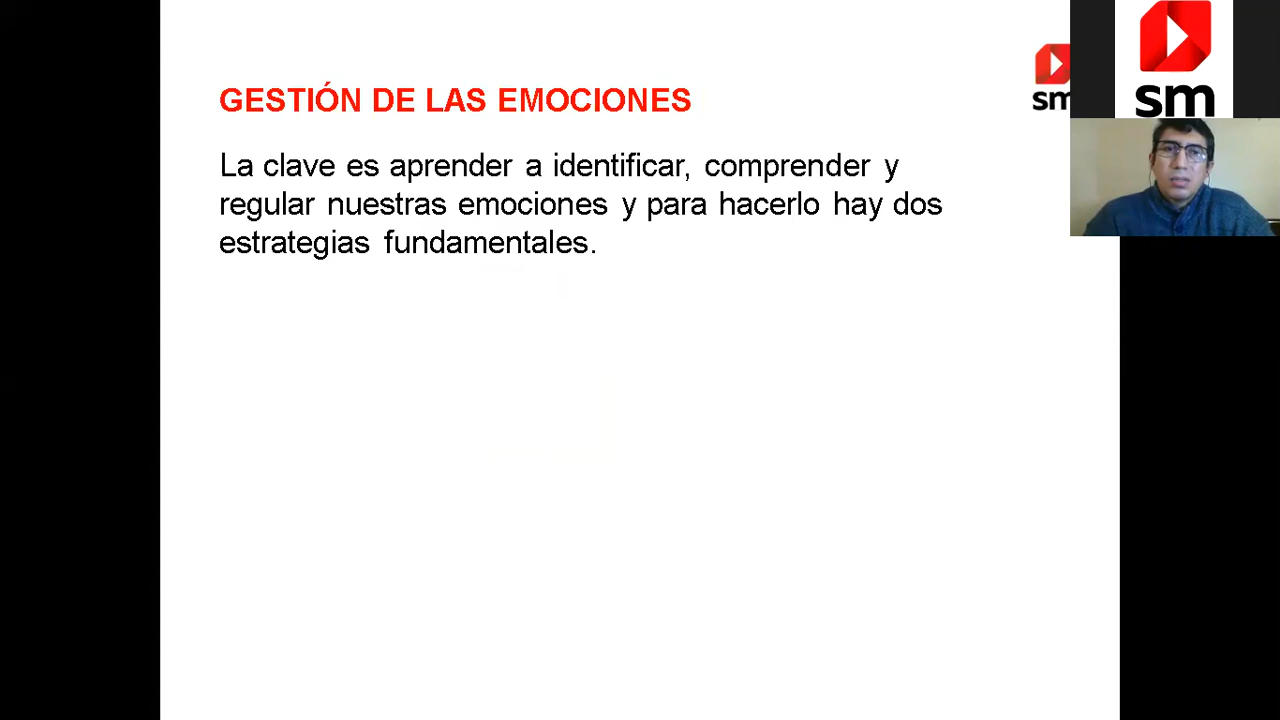 GESTIÓN DE LAS EMOCIONES
La clave es aprender a identificar, comprender y
regular nuestras emociones y para hacerlo hay dos
estrategias fundamentales.
sm
sm